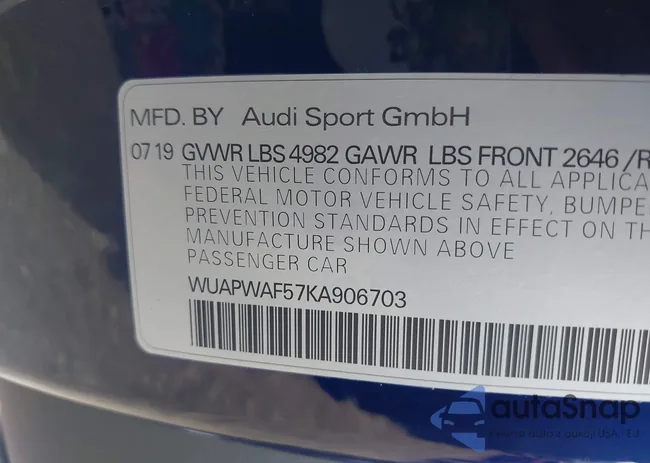 MFD. BY Audi Sport GmbH
07 19 GVWR LBS 4982 GAWR LBS FRONT 2646 /R
THIS VEHICLE CONFORMS TO ALL APPLICA
FEDERAL MOTOR VEHICLE SAFETY, BUMPE
PREVENTION STANDARDS IN EFFECT ON TH
MANUFACTURE SHOWN ABOVE
PASSENGER CAR
WUAPWAF57KA906703
autoSnap